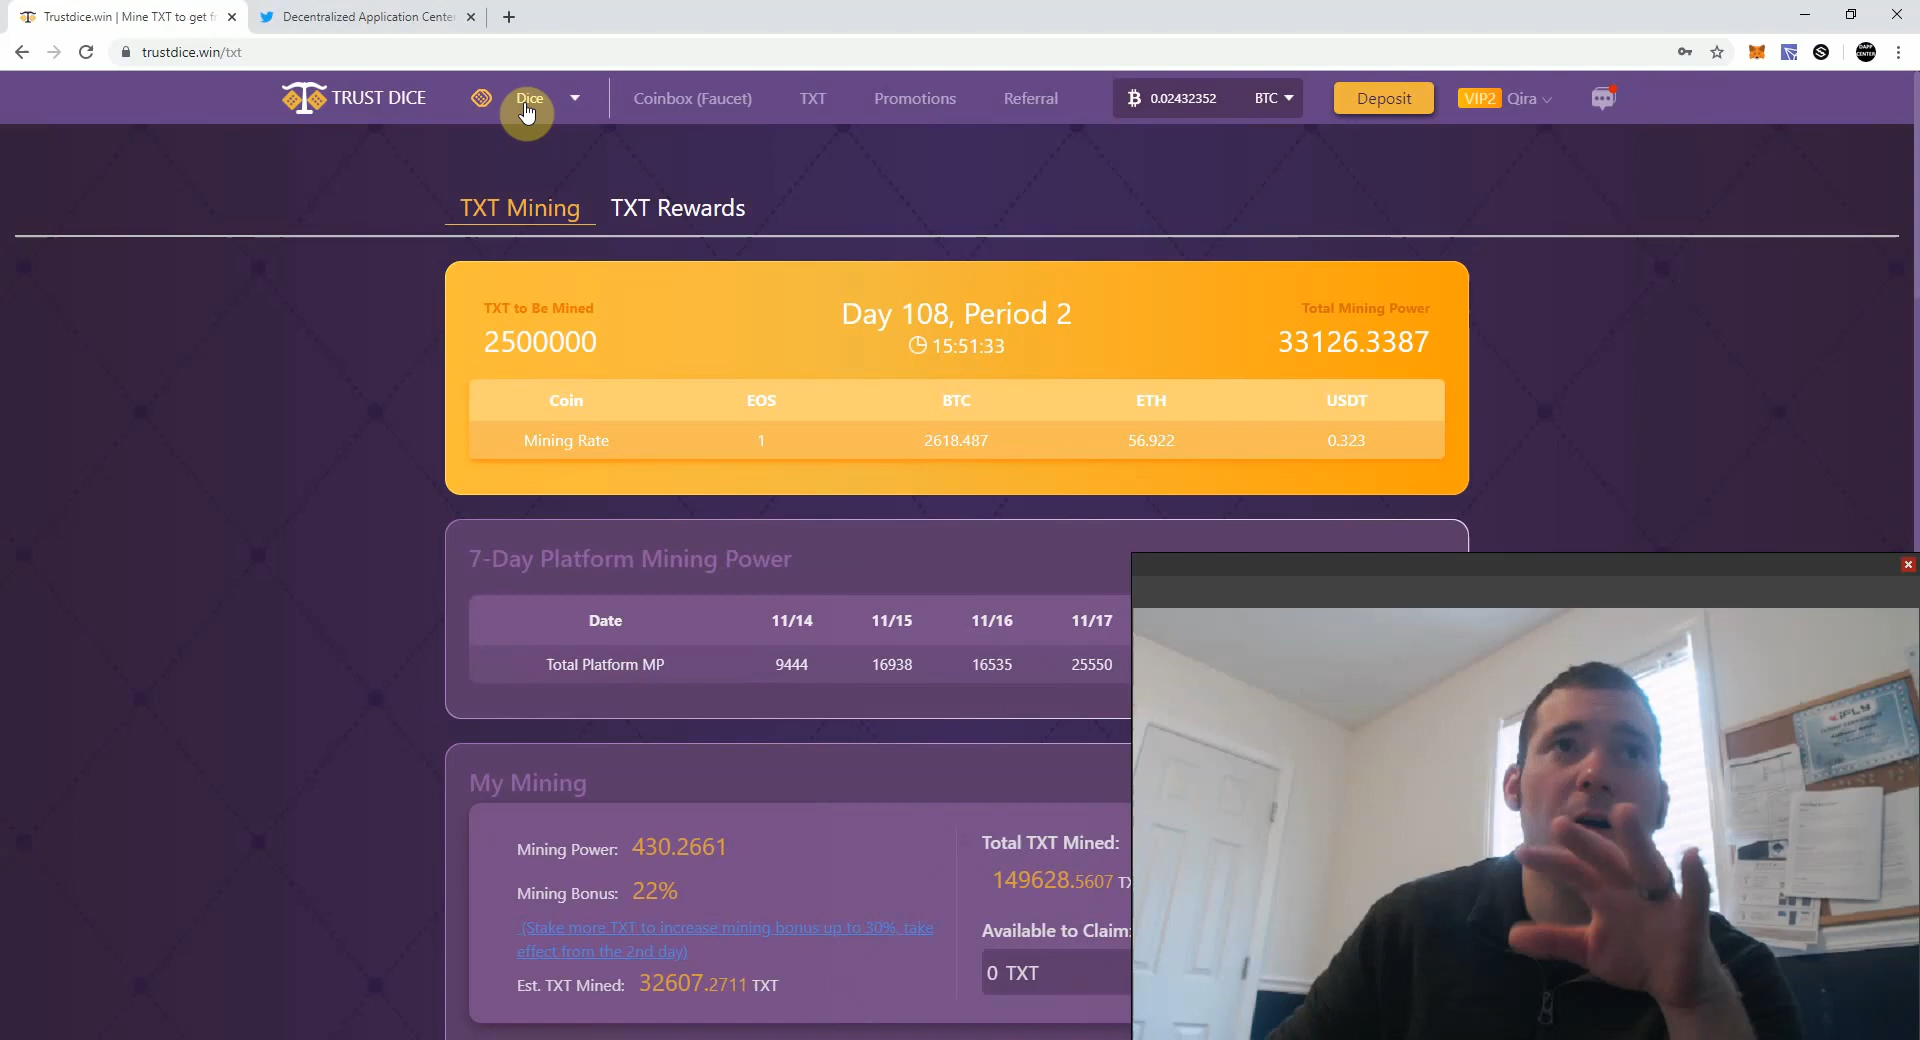 Trustdice.win | Mine TXT to get fr
Decentralized Application Center
trustdice.win/txt
DAPP
CENTER
TRUST DICE
Dice
Coinbox (Faucet)
TXT
Promotions
Referral
0.02432352
BTC
Deposit
VIP2 Qira
TXT Mining
TXT Rewards
TXT to Be Mined
2500000
Day 108, Period 2
15:51:33
Total Mining Power
33126.3387
Coin EOS BTC ETH USDT
Mining Rate 1 2618.487 56.922 0.323
7-Day Platform Mining Power
Date 11/14 11/15 11/16 11/17
Total Platform MP 9444 16938 16535 25550
My Mining
Mining Power: 430.2661
Mining Bonus: 22%
(Stake more TXT to increase mining bonus up to 30%, take
effect from the 2nd day)
Est. TXT Mined: 32607.2711 TXT
Total TXT Mined:
149628.5607
Available to Claim:
0 TXT
iFLY